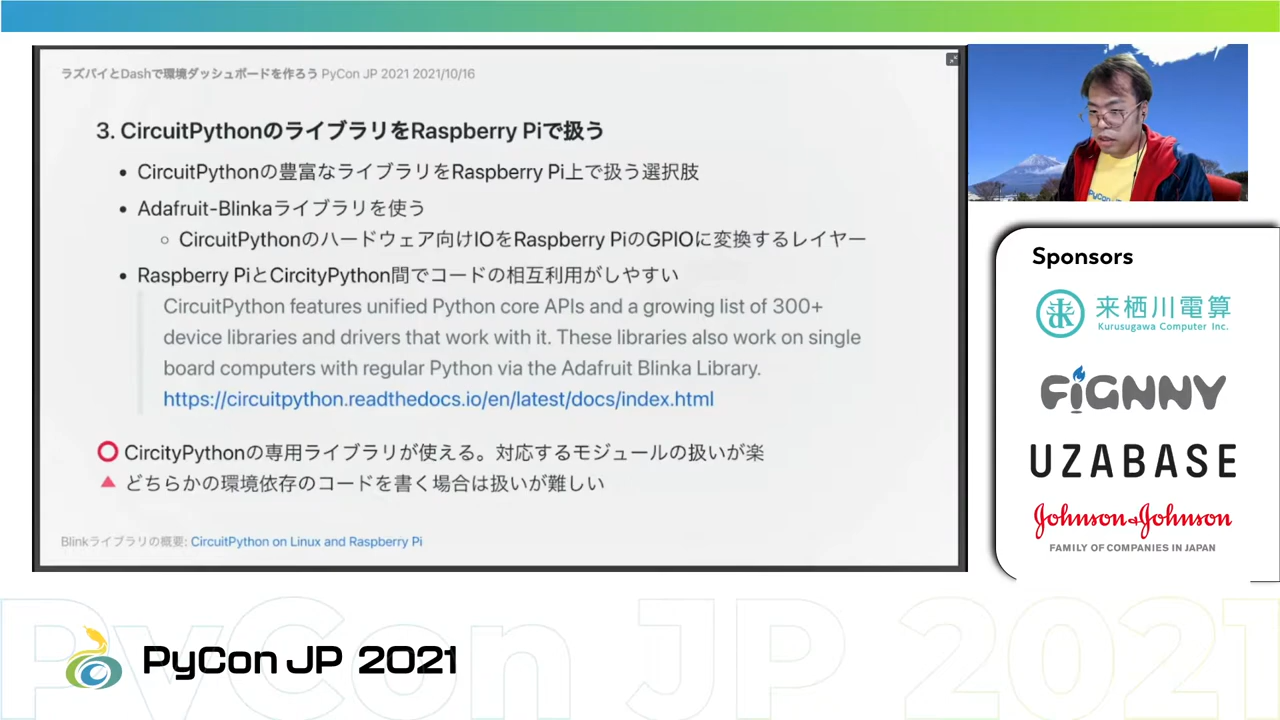 ラズパイとDashで環境ダッシュボードを作ろう PyCon JP 2021 2021/10/16
3. CircuitPythonのライブラリをRaspberry Piで扱う
• CircuitPythonの豊富なライブラリをRaspberry Pi上で扱う選択肢
• Adafruit-Blinkaライブラリを使う
○ CircuitPythonのハードウェア向けIOをRaspberry PiのGPIOに変換するレイヤー
• Raspberry PiとCircityPython間でコードの相互利用がしやすい
CircuitPython features unified Python core APIs and a growing list of 300+
device libraries and drivers that work with it. These libraries also work on single
board computers with regular Python via the Adafruit Blinka Library.
https://circuitpython.readthedocs.io/en/latest/docs/index.html
⭕ CircityPythonの専用ライブラリが使える。対応するモジュールの扱いが楽
🔺 どちらかの環境依存のコードを書く場合は扱いが難しい
Blinkライブラリの概要: CircuitPython on Linux and Raspberry Pi
Sponsors
来栖川電算
Kurusugawa Computer Inc.
FiGNNY
UZABASE
Johnson&Johnson
FAMILY OF COMPANIES IN JAPAN
PyCon JP 2021
PyCon JP 2021